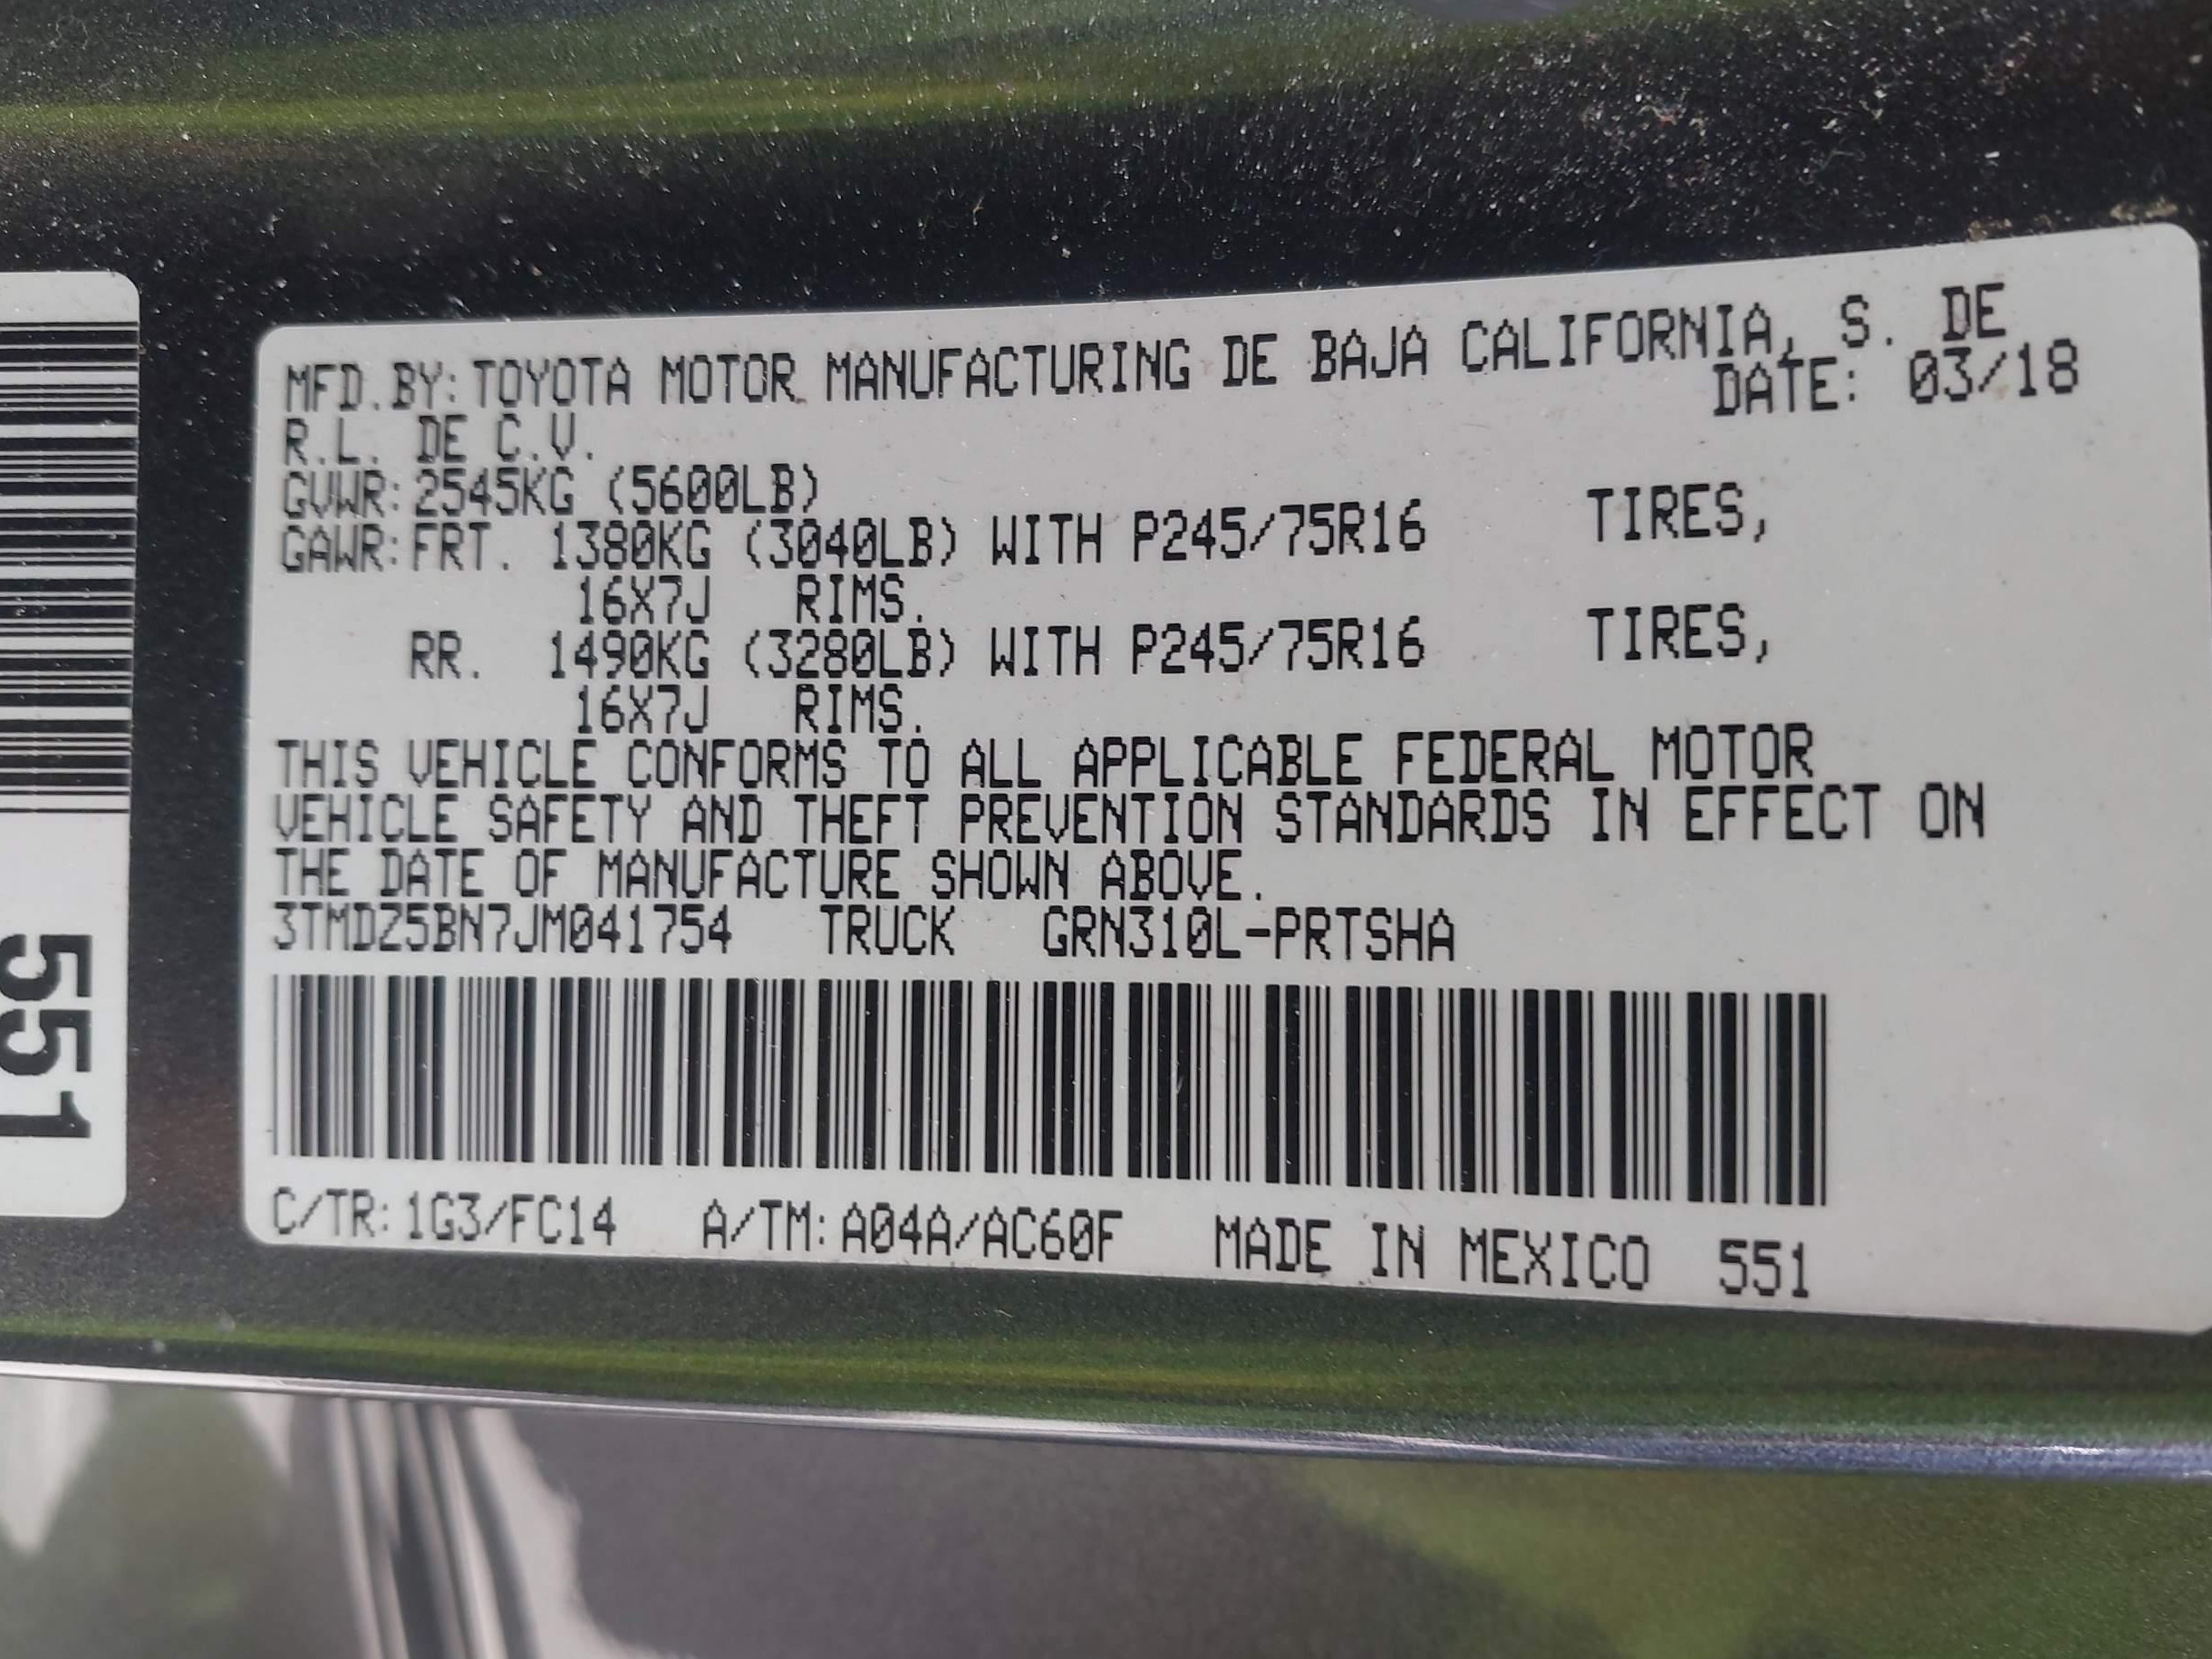 MFD.BY:TOYOTA MOTOR MANUFACTURING DE BAJA CALIFORNIA, S. DE
R.L. DE C.V.
DATE: 03/18
GVWR:2545KG (5600LB)
GAWR:FRT. 1380KG (3040LB) WITH P245/75R16 TIRES,
16X7J RIMS.
RR. 1490KG (3280LB) WITH P245/75R16 TIRES,
16X7J RIMS.
THIS VEHICLE CONFORMS TO ALL APPLICABLE FEDERAL MOTOR
VEHICLE SAFETY AND THEFT PREVENTION STANDARDS IN EFFECT ON
THE DATE OF MANUFACTURE SHOWN ABOVE.
3TMDZ5BN7JM041754 TRUCK GRN310L-PRTSHA
C/TR:1G3/FC14 A/TM:A04A/AC60F MADE IN MEXICO 551
551